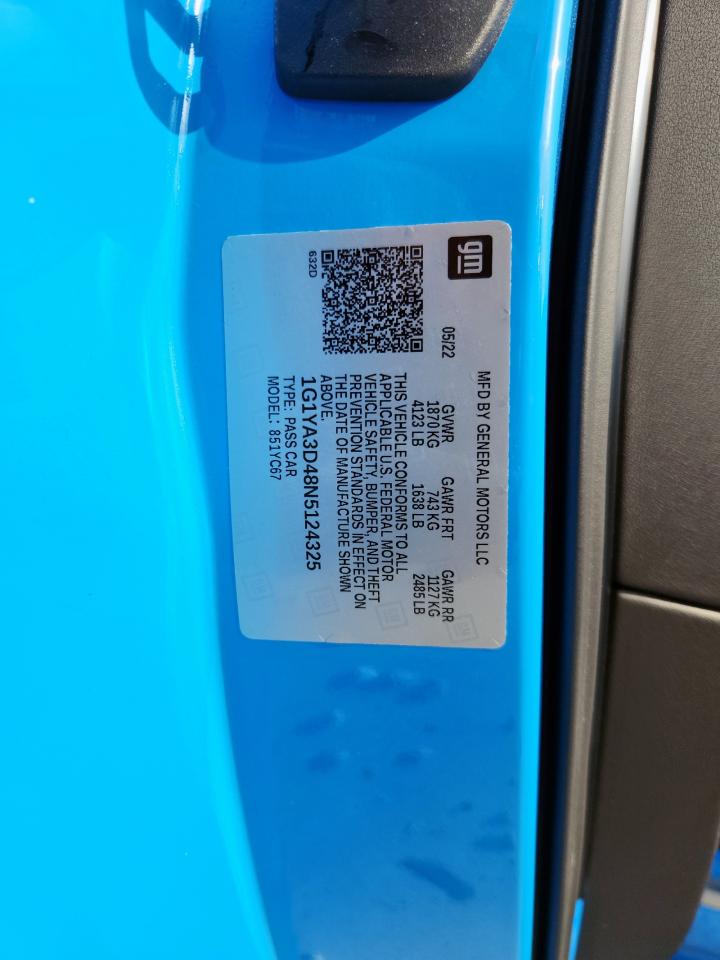 gm
MFD BY GENERAL MOTORS LLC
05/22
GVWR GAWR FRT GAWR RR
1870 KG 743 KG 1127 KG
4123 LB 1638 LB 2485 LB
THIS VEHICLE CONFORMS TO ALL
APPLICABLE U.S. FEDERAL MOTOR
VEHICLE SAFETY, BUMPER, AND THEFT
PREVENTION STANDARDS IN EFFECT ON
THE DATE OF MANUFACTURE SHOWN
ABOVE.
632D
1G1YA3D48N5124325
TYPE: PASS CAR
MODEL: 851YC67